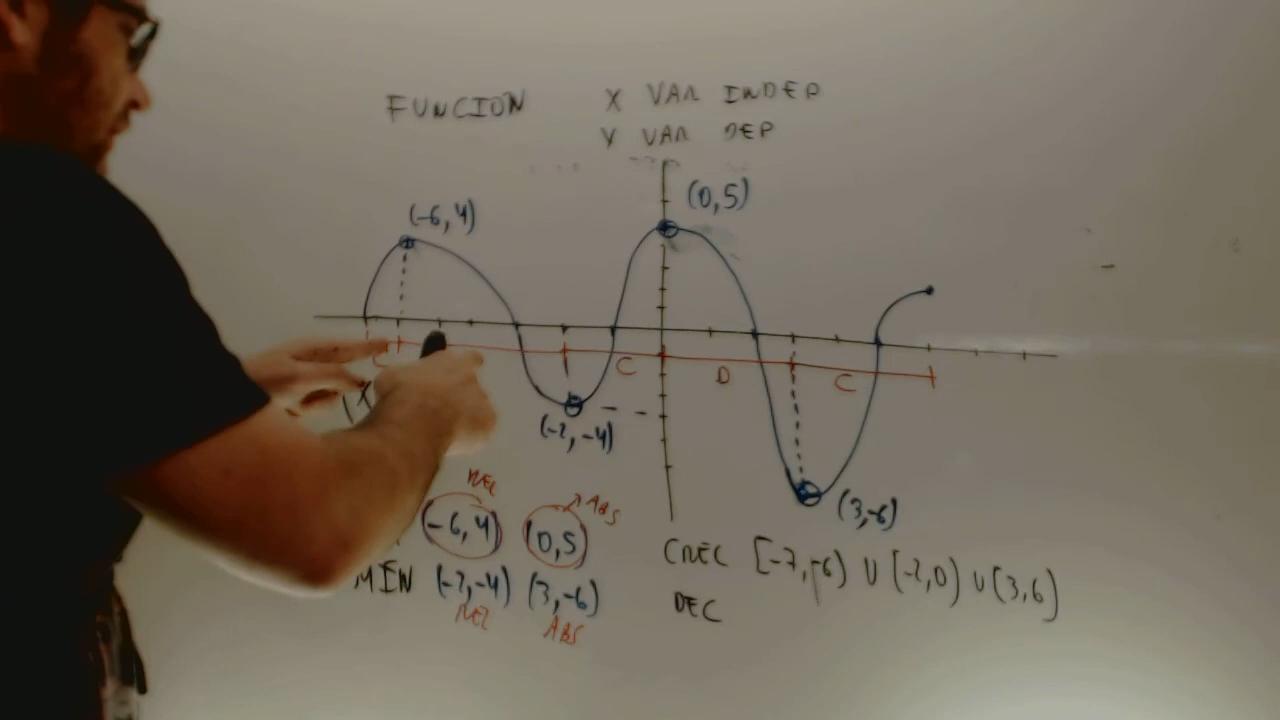 FUNCION X VAR INDEP
Y VAR DEP
(0,5)
(-6,4)
C D C
(-2,-4)
(3,-6)
REL ABS
(-6,4) (0,5)
MIN (-2,-4) (3,-6)
REL ABS
CREC [-7,-6) U (-2,0) U (3,6)
DEC